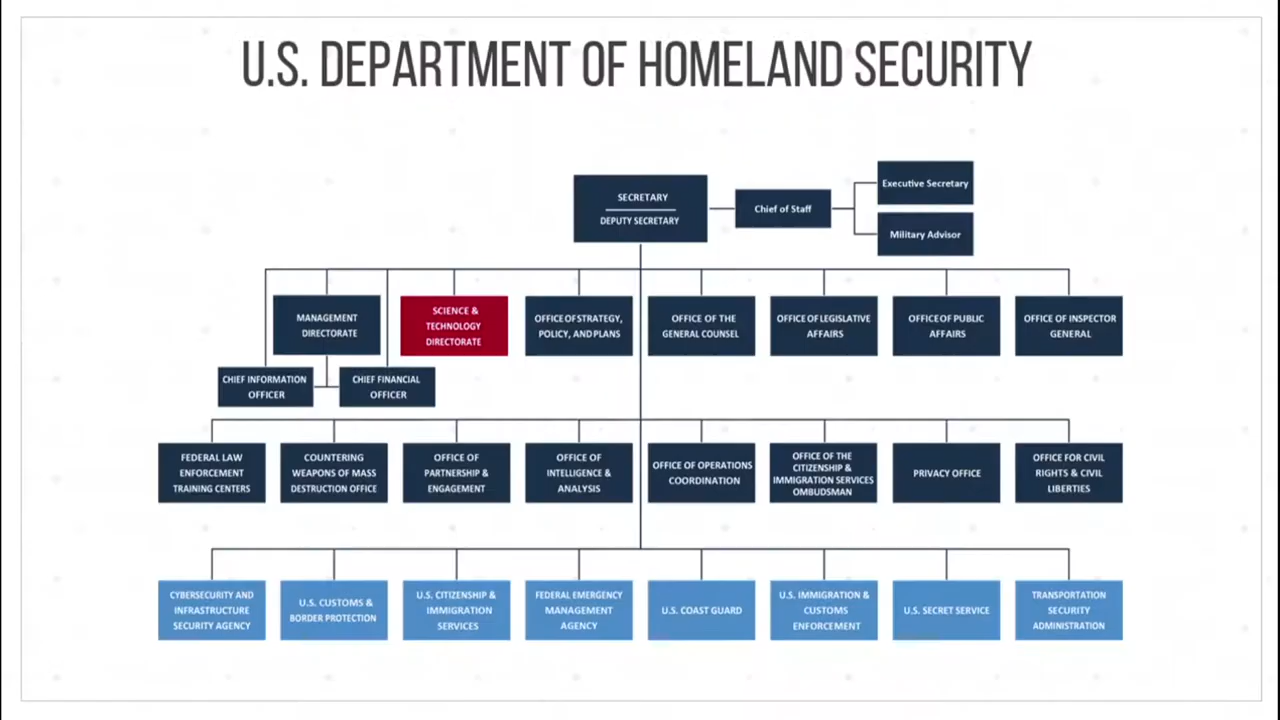 U.S. DEPARTMENT OF HOMELAND SECURITY
SECRETARY
DEPUTY SECRETARY
Chief of Staff
Executive Secretary
Military Advisor
MANAGEMENT
DIRECTORATE
SCIENCE &
TECHNOLOGY
DIRECTORATE
OFFICE OF STRATEGY,
POLICY, AND PLANS
OFFICE OF THE
GENERAL COUNSEL
OFFICE OF LEGISLATIVE
AFFAIRS
OFFICE OF PUBLIC
AFFAIRS
OFFICE OF INSPECTOR
GENERAL
CHIEF INFORMATION
OFFICER
CHIEF FINANCIAL
OFFICER
FEDERAL LAW
ENFORCEMENT
TRAINING CENTERS
COUNTERING
WEAPONS OF MASS
DESTRUCTION OFFICE
OFFICE OF
PARTNERSHIP &
ENGAGEMENT
OFFICE OF
INTELLIGENCE &
ANALYSIS
OFFICE OF OPERATIONS
COORDINATION
OFFICE OF THE
CITIZENSHIP &
IMMIGRATION SERVICES
OMBUDSMAN
PRIVACY OFFICE
OFFICE FOR CIVIL
RIGHTS & CIVIL
LIBERTIES
CYBERSECURITY AND
INFRASTRUCTURE
SECURITY AGENCY
U.S. CUSTOMS &
BORDER PROTECTION
U.S. CITIZENSHIP &
IMMIGRATION
SERVICES
FEDERAL EMERGENCY
MANAGEMENT
AGENCY
U.S. COAST GUARD
U.S. IMMIGRATION &
CUSTOMS
ENFORCEMENT
U.S. SECRET SERVICE
TRANSPORTATION
SECURITY
ADMINISTRATION